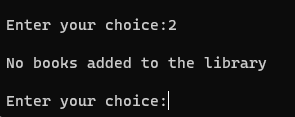 Enter your choice:2
No books added to the library
Enter your choice: